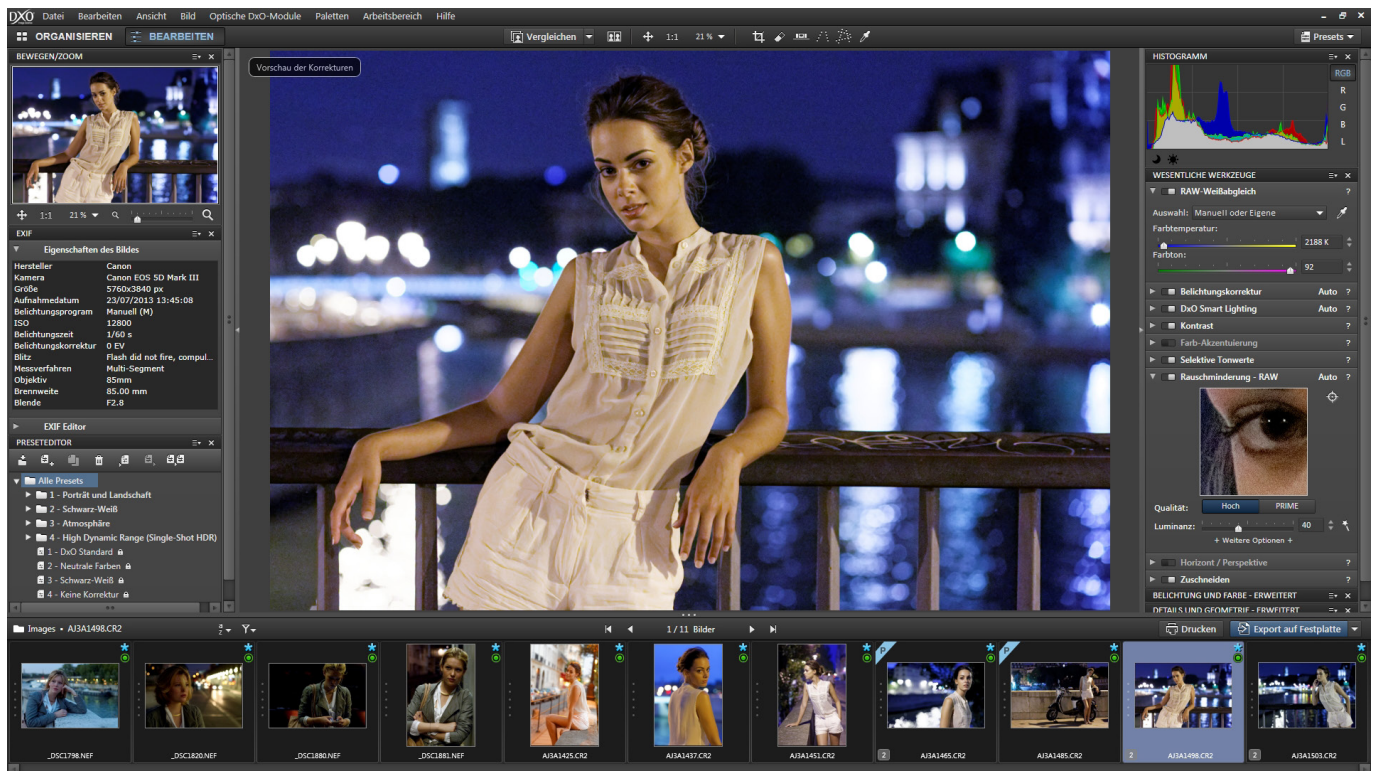 DXO Datei Bearbeiten Ansicht Bild Optische DxO-Module Paletten Arbeitsbereich Hilfe
ORGANISIEREN BEARBEITEN Vergleichen 1:1 21 % Presets
BEWEGEN/ZOOM
1:1 21 %
EXIF
Eigenschaften des Bildes
Hersteller Canon
Kamera Canon EOS 5D Mark III
Größe 5760x3840 px
Aufnahmedatum 23/07/2013 13:45:08
Belichtungsprogram Manuell (M)
ISO 12800
Belichtungszeit 1/60 s
Belichtungskorrektur 0 EV
Blitz Flash did not fire, compul...
Messverfahren Multi-Segment
Objektiv 85mm
Brennweite 85.00 mm
Blende F2.8
EXIF Editor
PRESETEDITOR
Alle Presets
1 - Porträt und Landschaft
2 - Schwarz-Weiß
3 - Atmosphäre
4 - High Dynamic Range (Single-Shot HDR)
1 - DxO Standard
2 - Neutrale Farben
3 - Schwarz-Weiß
4 - Keine Korrektur
Vorschau der Korrekturen
HISTOGRAMM
RGB
R
G
B
L
WESENTLICHE WERKZEUGE
RAW-Weißabgleich ?
Auswahl: Manuell oder Eigene
Farbtemperatur:
2188 K
Farbton:
92
Belichtungskorrektur Auto ?
DxO Smart Lighting Auto ?
Kontrast ?
Farb-Akzentuierung ?
Selektive Tonwerte ?
Rauschminderung - RAW Auto ?
Qualität: Hoch PRIME
Luminanz: 40
+ Weitere Optionen +
Horizont / Perspektive ?
Zuschneiden ?
BELICHTUNG UND FARBE - ERWEITERT
DETAILS UND GEOMETRIE - ERWEITERT
Images • AJ3A1498.CR2 1 / 11 Bilder Drucken Export auf Festplatte
P P
2 2 2
_DSC1798.NEF _DSC1820.NEF _DSC1880.NEF _DSC1881.NEF AJ3A1425.CR2 AJ3A1437.CR2 AJ3A1451.CR2 AJ3A1465.CR2 AJ3A1485.CR2 AJ3A1498.CR2 AJ3A1503.CR2